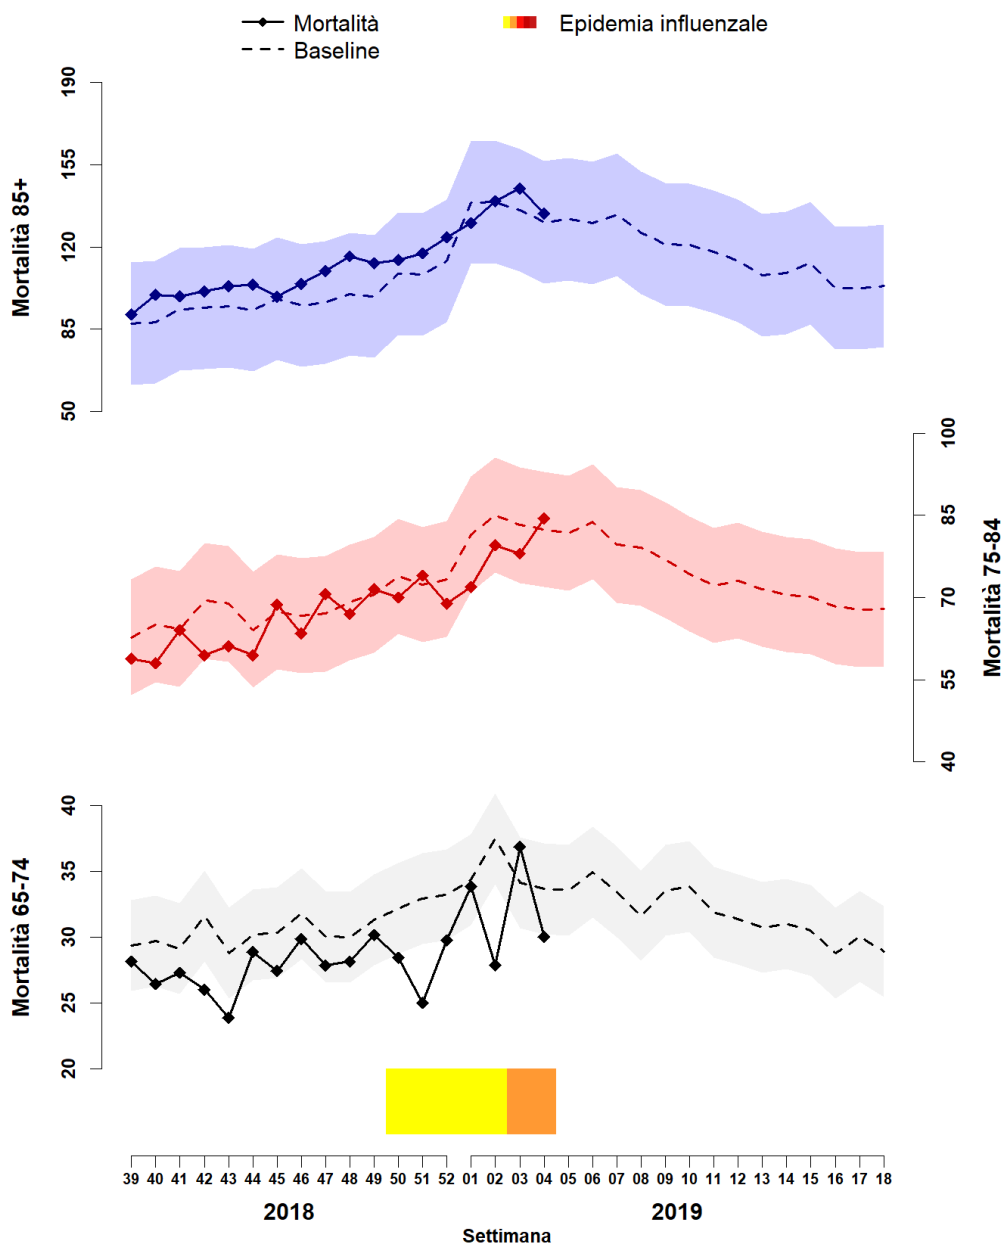 Mortalità
Epidemia influenzale
Baseline
Mortalità 85+
190
155
120
85
50
Mortalità 75-84
100
85
70
55
40
Mortalità 65-74
40
35
30
25
20
39 40 41 42 43 44 45 46 47 48 49 50 51 52 01 02 03 04 05 06 07 08 09 10 11 12 13 14 15 16 17 18
2018 2019
Settimana